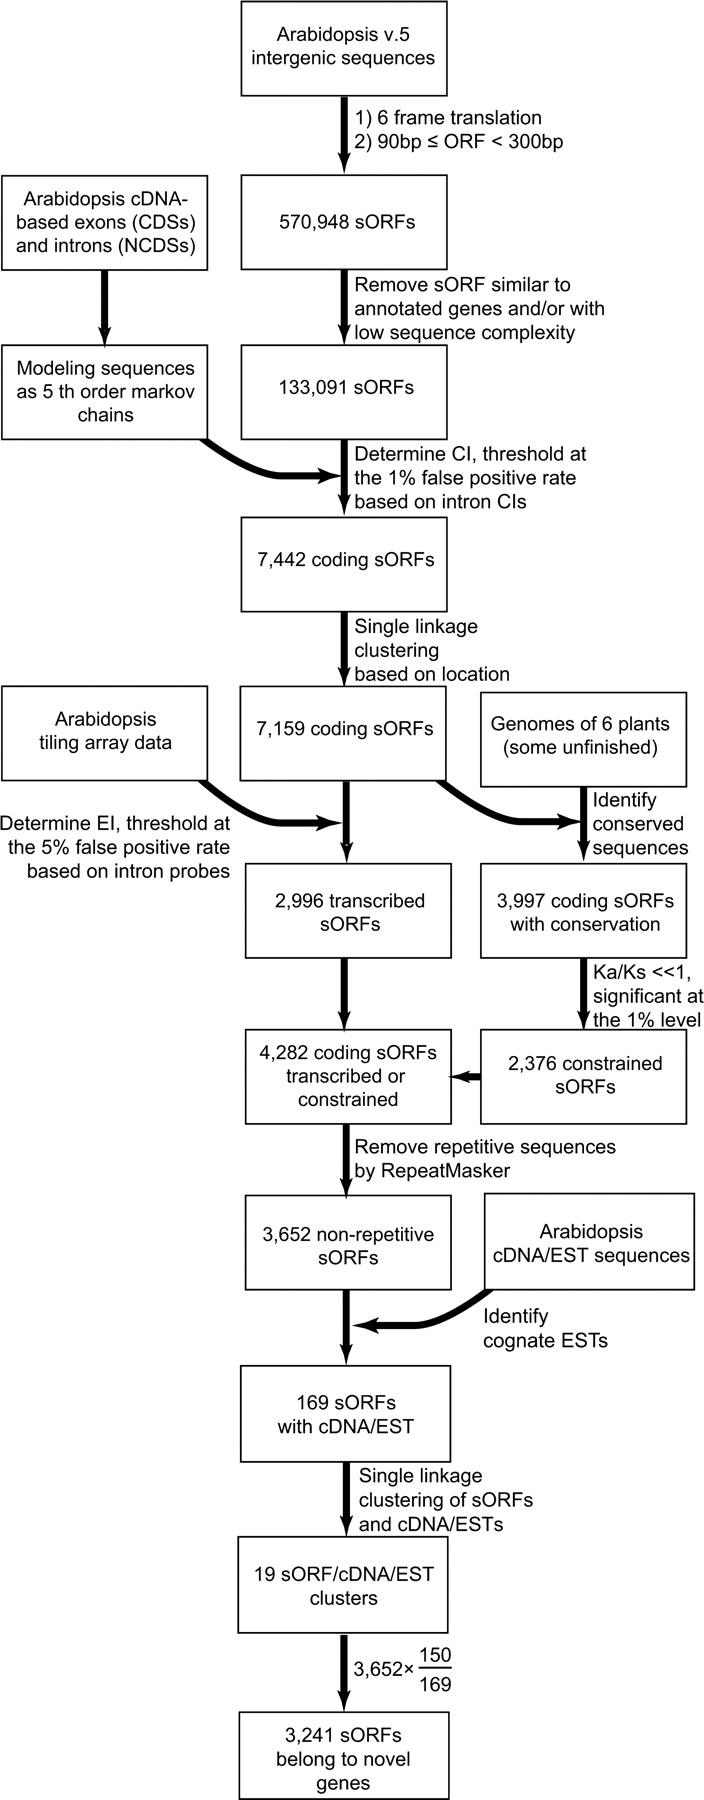 Arabidopsis v.5
intergenic sequences
1) 6 frame translation
2) 90bp ≤ ORF < 300bp
Arabidopsis cDNA-
based exons (CDSs)
and introns (NCDSs)
570,948 sORFs
Remove sORF similar to
annotated genes and/or with
low sequence complexity
Modeling sequences
as 5 th order markov
chains
133,091 sORFs
Determine CI, threshold at
the 1% false positive rate
based on intron CIs
7,442 coding sORFs
Single linkage
clustering
based on location
Arabidopsis
tiling array data
7,159 coding sORFs
Genomes of 6 plants
(some unfinished)
Determine EI, threshold at
the 5% false positive rate
based on intron probes
Identify
conserved
sequences
2,996 transcribed
sORFs
3,997 coding sORFs
with conservation
Ka/Ks <<1,
significant at
the 1% level
4,282 coding sORFs
transcribed or
constrained
2,376 constrained
sORFs
Remove repetitive sequences
by RepeatMasker
3,652 non-repetitive
sORFs
Arabidopsis
cDNA/EST sequences
Identify
cognate ESTs
169 sORFs
with cDNA/EST
Single linkage
clustering of sORFs
and cDNA/ESTs
19 sORF/cDNA/EST
clusters
3,652× 150
169
3,241 sORFs
belong to novel
genes